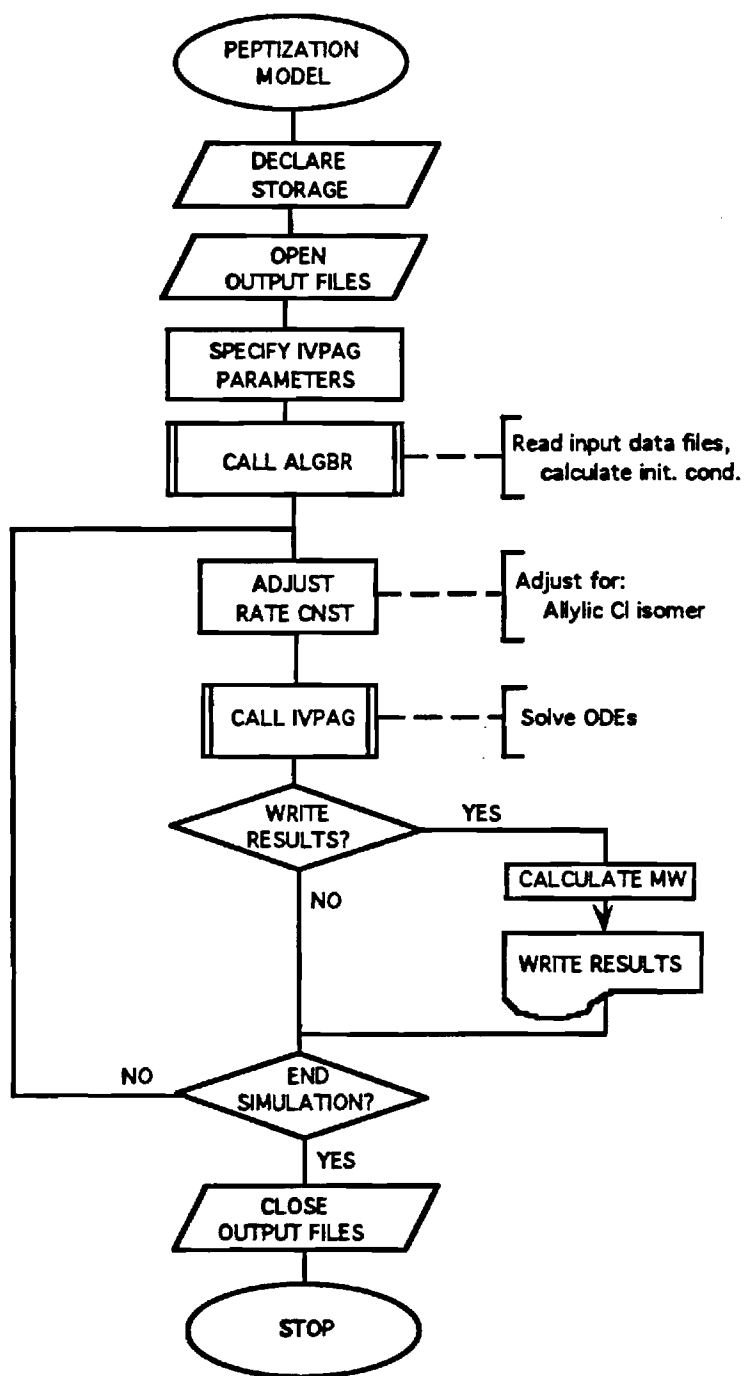 PEPTIZATION
MODEL
DECLARE
STORAGE
OPEN
OUTPUT FILES
SPECIFY IVPAG
PARAMETERS
CALL ALGBR
Read input data files,
calculate init. cond.
ADJUST
RATE CNST
Adjust for:
Allylic Cl isomer
CALL IVPAG
Solve ODEs
WRITE
RESULTS?
YES
NO
CALCULATE MW
WRITE RESULTS
NO
END
SIMULATION?
YES
CLOSE
OUTPUT FILES
STOP